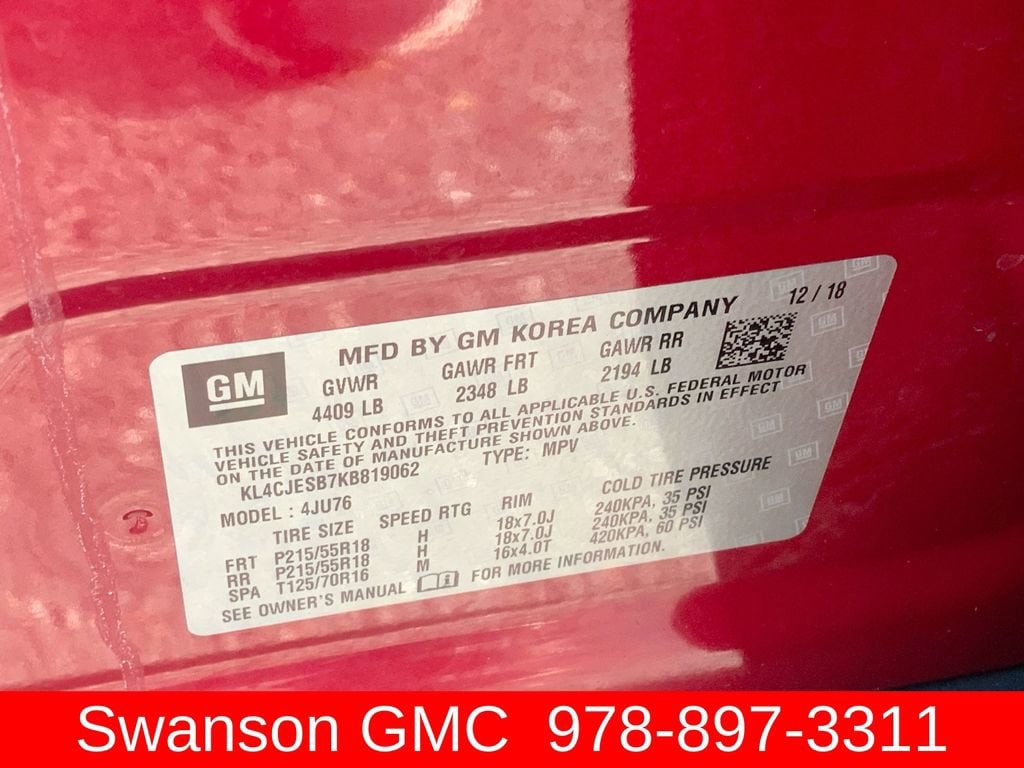 MFD BY GM KOREA COMPANY 12 / 18
GM
GVWR GAWR FRT GAWR RR
4409 LB 2348 LB 2194 LB
THIS VEHICLE CONFORMS TO ALL APPLICABLE U.S. FEDERAL MOTOR
VEHICLE SAFETY AND THEFT PREVENTION STANDARDS IN EFFECT
ON THE DATE OF MANUFACTURE SHOWN ABOVE.
KL4CJESB7KB819062 TYPE: MPV
MODEL : 4JU76
TIRE SIZE SPEED RTG RIM COLD TIRE PRESSURE
FRT P215/55R18 H 18x7.0J 240KPA, 35 PSI
RR P215/55R18 H 18x7.0J 240KPA, 35 PSI
SPA T125/70R16 M 16x4.0T 420KPA, 60 PSI
SEE OWNER'S MANUAL FOR MORE INFORMATION.
Swanson GMC 978-897-3311